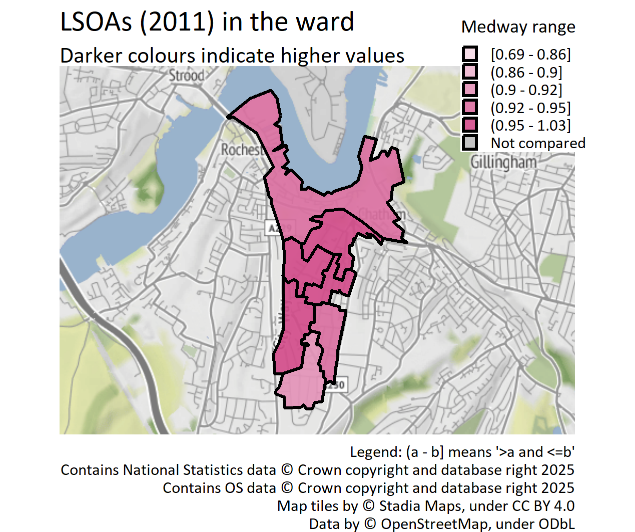 LSOAs (2011) in the ward
Darker colours indicate higher values
Medway range
[0.69 - 0.86]
(0.86 - 0.9]
(0.9 - 0.92]
(0.92 - 0.95]
(0.95 - 1.03]
Not compared
Strood
Gillingham
Legend: (a - b] means '>a and <=b'
Contains National Statistics data © Crown copyright and database right 2025
Contains OS data © Crown copyright and database right 2025
Map tiles by © Stadia Maps, under CC BY 4.0
Data by © OpenStreetMap, under ODbL